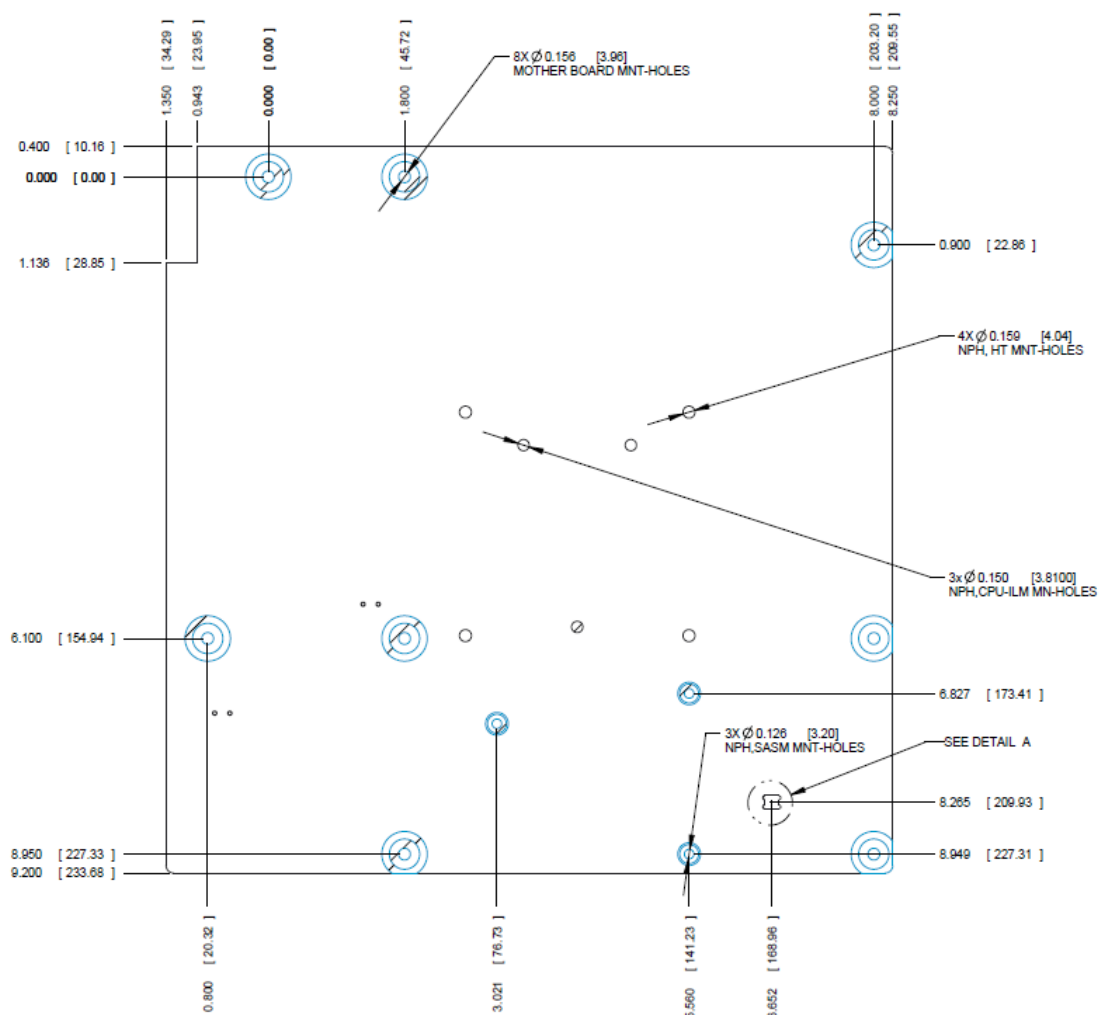 1.350 [ 34.29 ]
0.943 [ 23.95 ]
0.000 [ 0.00 ]
1.800 [ 45.72 ]
8.000 [ 203.20 ]
8.250 [ 209.55 ]
8X Ø 0.156 [3.96]
MOTHER BOARD MNT-HOLES
0.400 [ 10.16 ]
0.000 [ 0.00 ]
1.136 [ 28.85 ]
0.900 [ 22.86 ]
4X Ø 0.159 [4.04]
NPH, HT MNT-HOLES
3x Ø 0.150 [3.8100]
NPH,CPU-ILM MN-HOLES
6.100 [ 154.94 ]
6.827 [ 173.41 ]
3X Ø 0.126 [3.20]
NPH,SASM MNT-HOLES
SEE DETAIL A
8.265 [ 209.93 ]
8.950 [ 227.33 ]
9.200 [ 233.68 ]
8.949 [ 227.31 ]
0.800 [ 20.32 ]
3.021 [ 76.73 ]
.560 [ 141.23 ]
.652 [ 168.96 ]